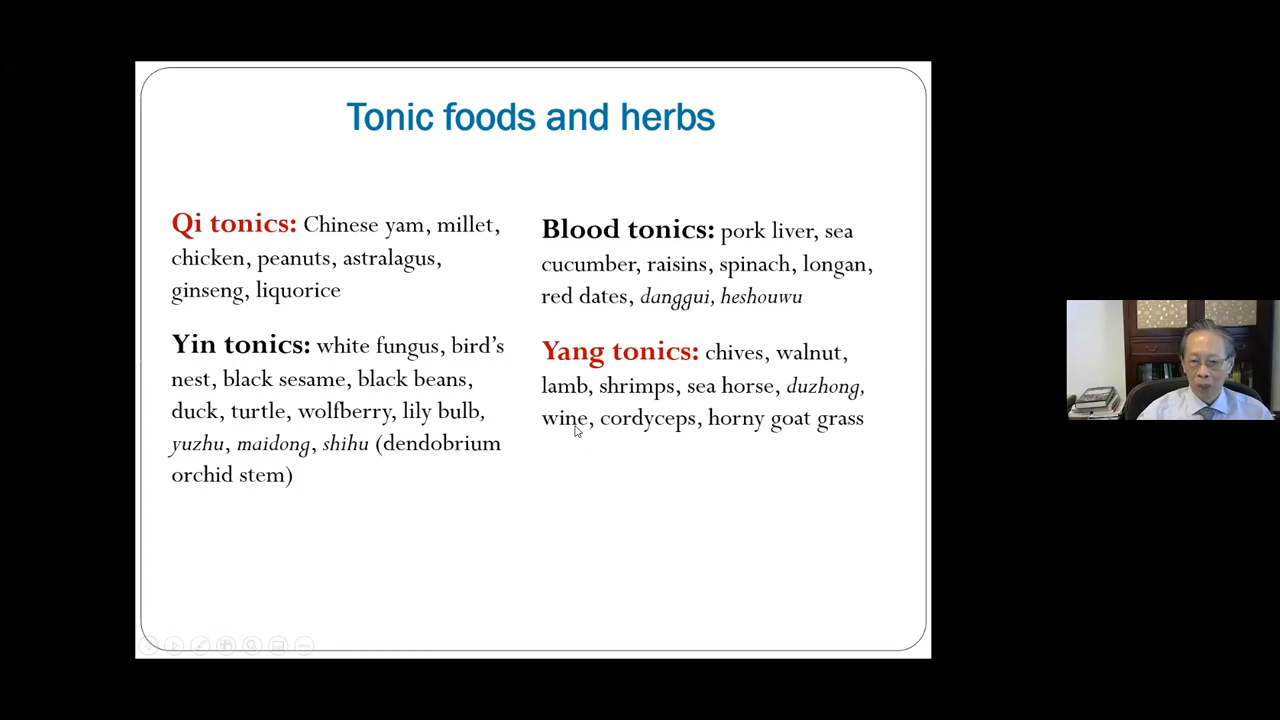 Tonic foods and herbs
Qi tonics: Chinese yam, millet,
chicken, peanuts, astralagus,
ginseng, liquorice
Yin tonics: white fungus, bird’s
nest, black sesame, black beans,
duck, turtle, wolfberry, lily bulb,
yuzhu, maidong, shihu (dendobrium
orchid stem)
Blood tonics: pork liver, sea
cucumber, raisins, spinach, longan,
red dates, danggui, heshouwu
Yang tonics: chives, walnut,
lamb, shrimps, sea horse, duzhong,
wine, cordyceps, horny goat grass